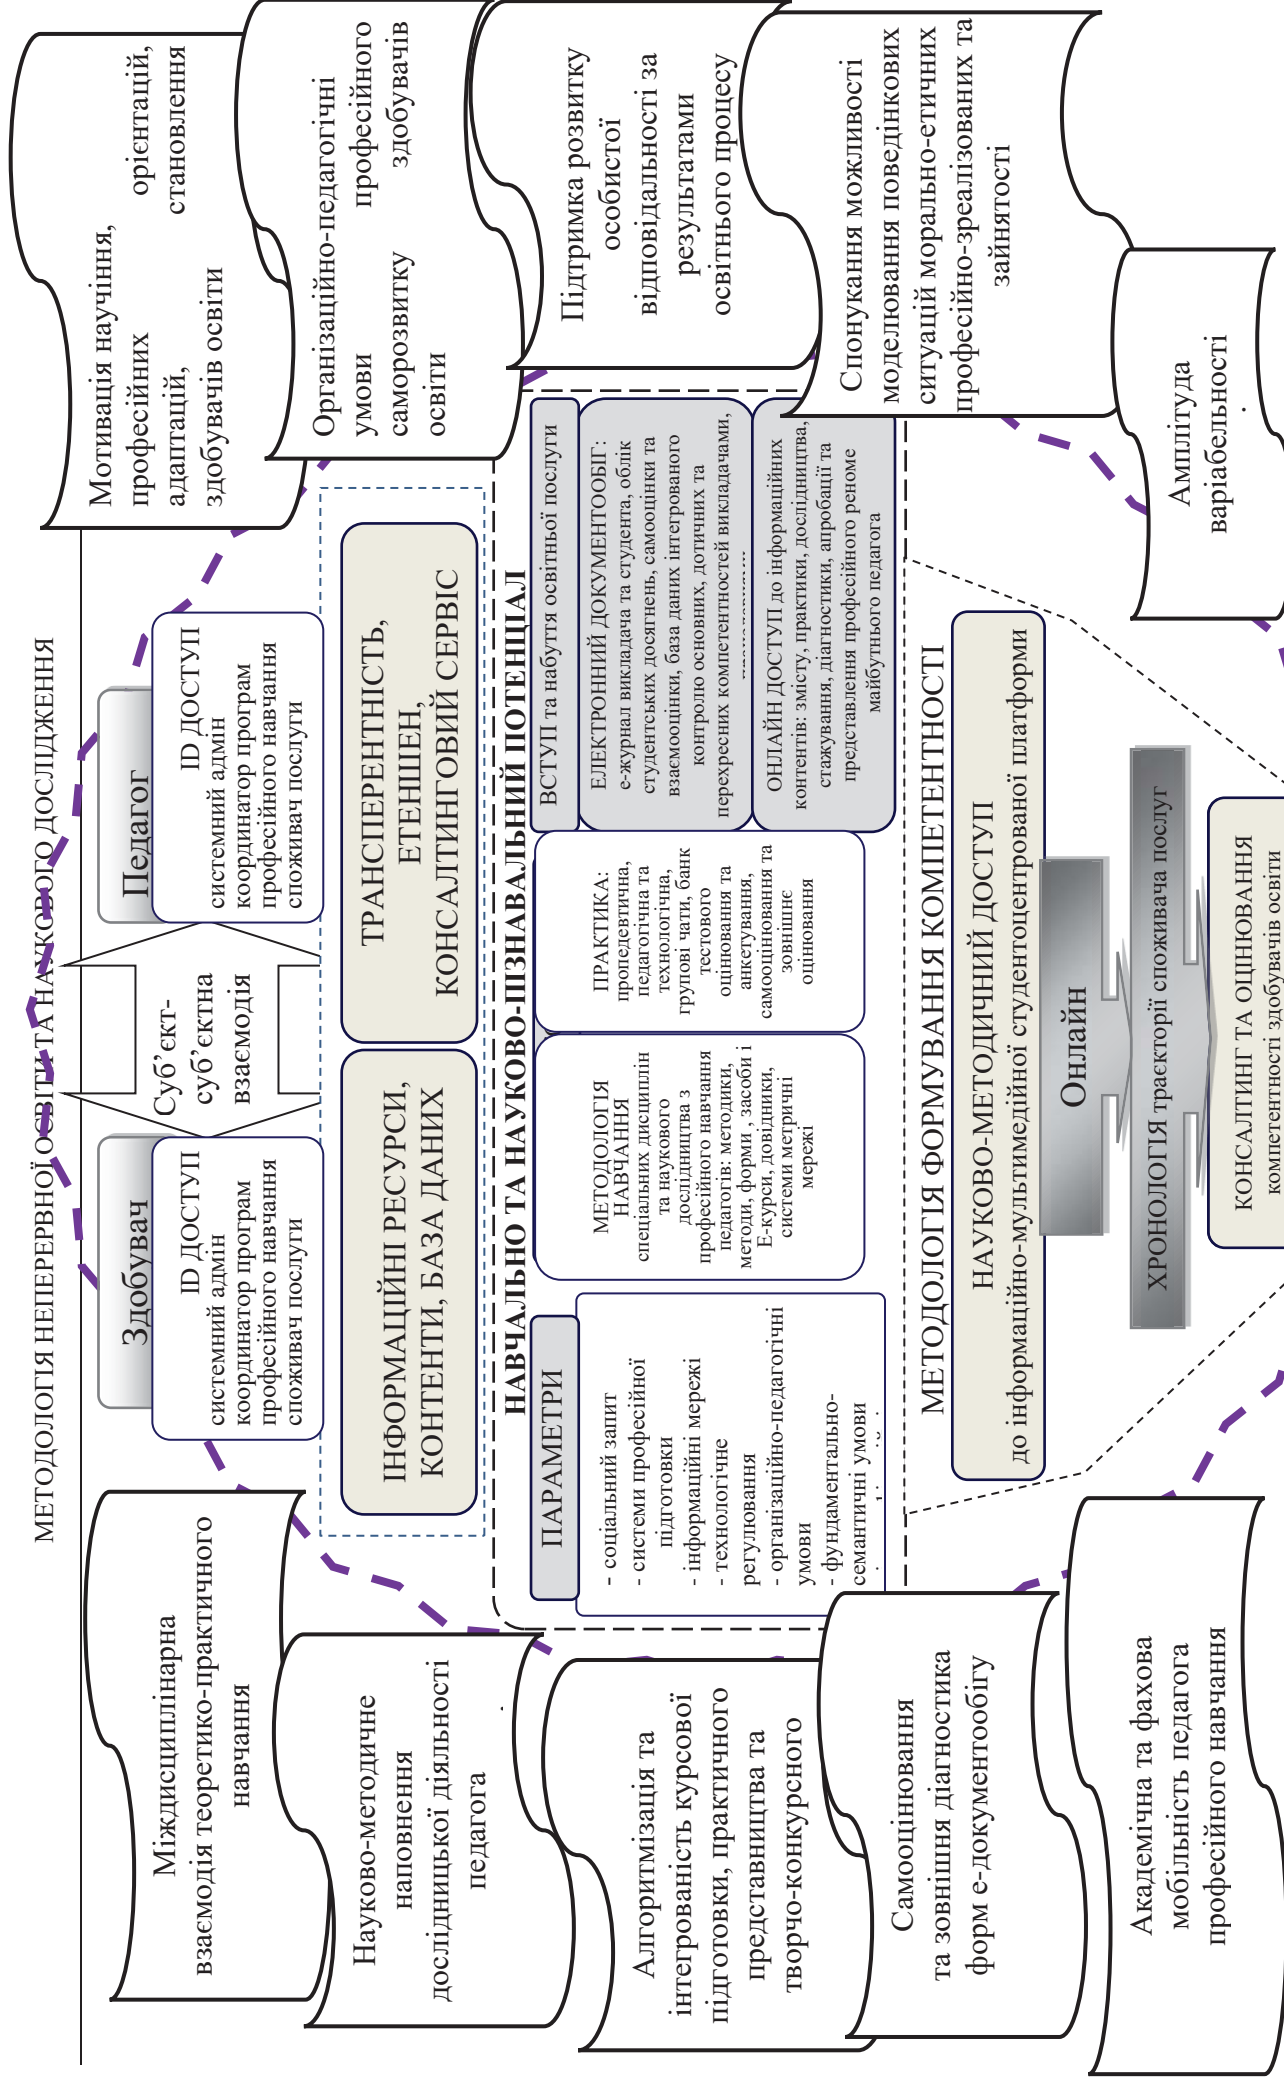 МЕТОДОЛОГІЯ НЕПЕРЕРВНОЇ ОСВІТИ ТА НАУКОВОГО ДОСЛІДЖЕННЯ
Міждисциплінарна
взаємодія теоретико-практичного
навчання
Науково-методичне
наповнення
дослідницької діяльності
педагога
Алгоритмізація та
інтегрованість курсової
підготовки, практичного
представництва та
творчо-конкурсного
Самооцінювання
та зовнішня діагностика
форм е-документообігу
Академічна та фахова
мобільність педагога
професійного навчання
Здобувач
ID ДОСТУП
системний адмін
координатор програм
професійного навчання
споживач послуги
Суб’єкт-
суб’єктна
взаємодія
Педагог
ID ДОСТУП
системний адмін
координатор програм
професійного навчання
споживач послуги
ІНФОРМАЦІЙНІ РЕСУРСИ,
КОНТЕНТИ, БАЗА ДАНИХ
ТРАНСПЕРЕНТНІСТЬ,
ЕТЕНШЕН,
КОНСАЛТИНГОВИЙ СЕРВІС
НАВЧАЛЬНО ТА НАУКОВО-ПІЗНАВАЛЬНИЙ ПОТЕНЦІАЛ
ПАРАМЕТРИ
- соціальний запит
- системи професійної
підготовки
- інформаційні мережі
- технологічне
регулювання
- організаційно-педагогічні
умови
- фундаментально-
семантичні умови
МЕТОДОЛОГІЯ
НАВЧАННЯ
спеціальних дисциплін
та наукового
дослідництва з
професійного навчання
педагогів: методики,
методи, форми , засоби і
Е-курси, довідники,
системи метричні
мережі
ПРАКТИКА:
пропедевтична,
педагогічна та
технологічна,
групові чати, банк
тестового
оцінювання та
анкетування,
самооцінювання та
зовнішнє
оцінювання
ВСТУП та набуття освітньої послуги
ЕЛЕКТРОННИЙ ДОКУМЕНТООБІГ:
е-журнал викладача та студента, облік
студентських досягнень, самооцінки та
взаємооцінки, база даних інтегрованого
контролю основних, дотичних та
перехресних компетентностей викладачами,
ОНЛАЙН ДОСТУП до інформаційних
контентів: змісту, практики, дослідництва,
стажування, діагностики, апробації та
представлення професійного реноме
майбутнього педагога
МЕТОДОЛОГІЯ ФОРМУВАННЯ КОМПЕТЕНТНОСТІ
НАУКОВО-МЕТОДИЧНИЙ ДОСТУП
до інформаційно-мультимедійної студентоцентрованої платформи
Онлайн
ХРОНОЛОГІЯ траєкторії споживача послуг
КОНСАЛТИНГ ТА ОЦІНЮВАННЯ
компетентності здобувачів освіти
Мотивація научіння,
професійних орієнтацій,
адаптацій, становлення
здобувачів освіти
Організаційно-педагогічні
умови професійного
саморозвитку здобувачів
освіти
Підтримка розвитку
особистої
відповідальності за
результатами
освітнього процесу
Спонукання можливості
моделювання поведінкових
ситуацій морально-етичних
професійно-зреалізованих та
зайнятості
Амплітуда
варіабельності